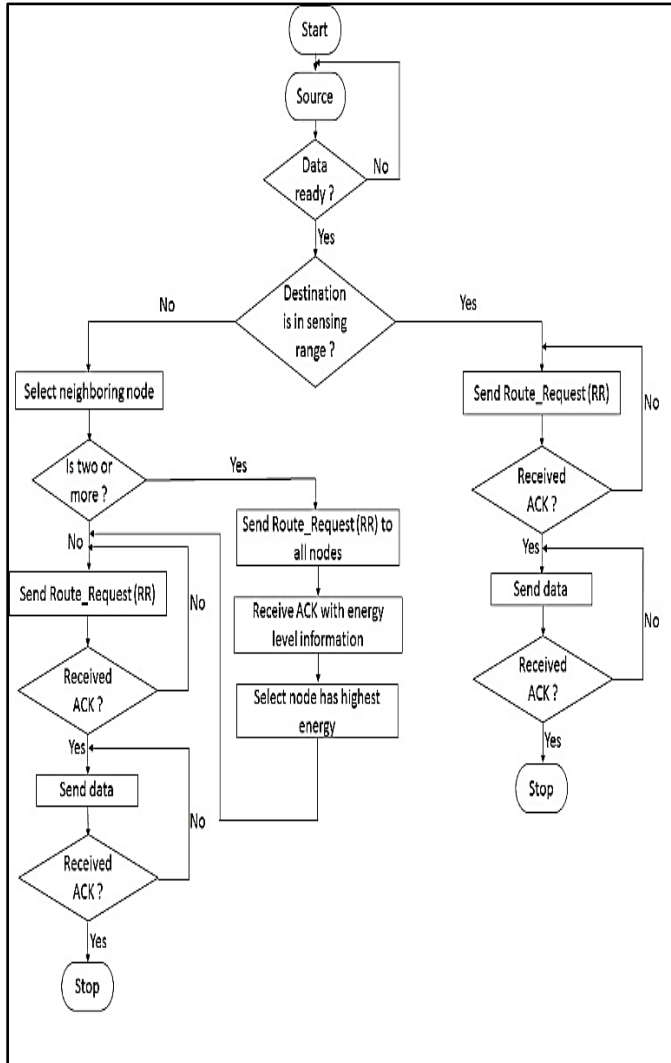 Start
Source
Data
ready ?
No
Yes
Destination
is in sensing
range ?
No
Yes
Select neighboring node
Is two or
more ?
Yes
No
Send Route_Request (RR) to
all nodes
Receive ACK with energy
level information
Select node has highest
energy
Send Route_Request (RR)
No
Received
ACK ?
Yes
Send data
No
Received
ACK ?
Yes
Stop
Send Route_Request (RR)
No
Received
ACK ?
Yes
Send data
No
Received
ACK ?
Yes
Stop